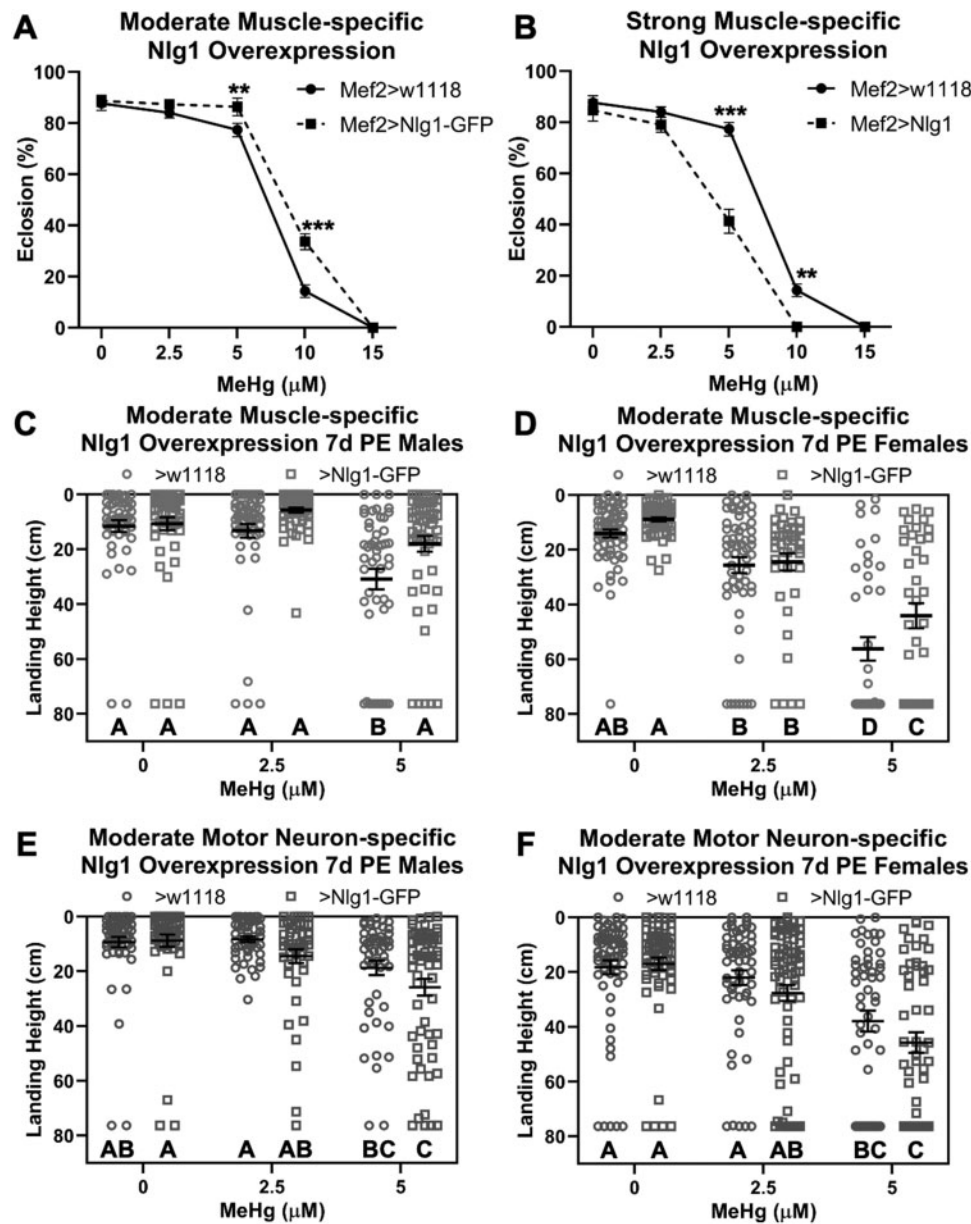 A
Moderate Muscle-specific
Nlg1 Overexpression
Eclosion (%)
100
80
60
40
20
0
**
***
Mef2>w1118
Mef2>Nlg1-GFP
0 2.5 5 10 15
MeHg (μM)
B
Strong Muscle-specific
Nlg1 Overexpression
Eclosion (%)
100
80
60
40
20
0
***
**
Mef2>w1118
Mef2>Nlg1
0 2.5 5 10 15
MeHg (μM)
C
Moderate Muscle-specific
Nlg1 Overexpression 7d PE Males
>w1118 >Nlg1-GFP
Landing Height (cm)
0
20
40
60
80
A A A A B A
0 2.5 5
MeHg (μM)
D
Moderate Muscle-specific
Nlg1 Overexpression 7d PE Females
>w1118 >Nlg1-GFP
Landing Height (cm)
0
20
40
60
80
AB A B B D C
0 2.5 5
MeHg (μM)
E
Moderate Motor Neuron-specific
Nlg1 Overexpression 7d PE Males
>w1118 >Nlg1-GFP
Landing Height (cm)
0
20
40
60
80
AB A A AB BC C
0 2.5 5
MeHg (μM)
F
Moderate Motor Neuron-specific
Nlg1 Overexpression 7d PE Females
>w1118 >Nlg1-GFP
Landing Height (cm)
0
20
40
60
80
A A A AB BC C
0 2.5 5
MeHg (μM)